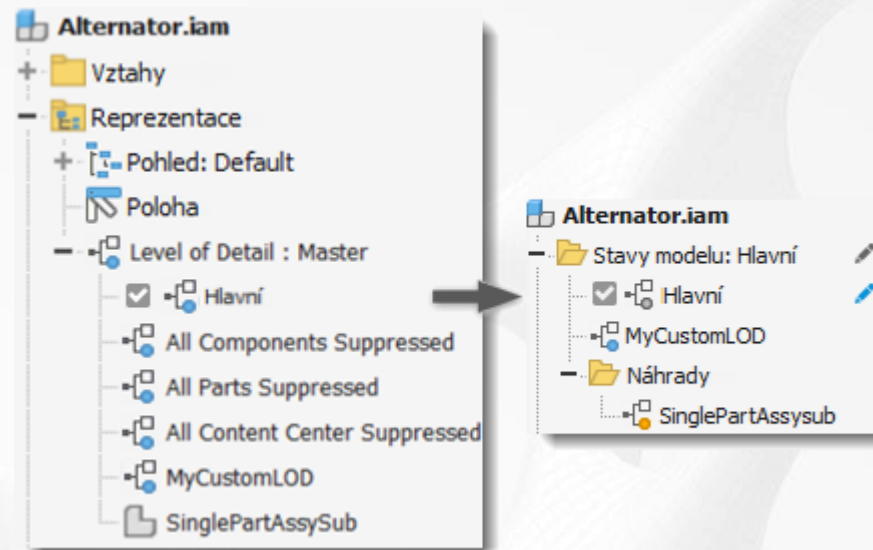 Alternator.iam
Vztahy
Reprezentace
Pohled: Default
Poloha
Level of Detail : Master
Hlavní
All Components Suppressed
All Parts Suppressed
All Content Center Suppressed
MyCustomLOD
SinglePartAssySub
Alternator.iam
Stavy modelu: Hlavní
Hlavní
MyCustomLOD
Náhrady
SinglePartAssysub